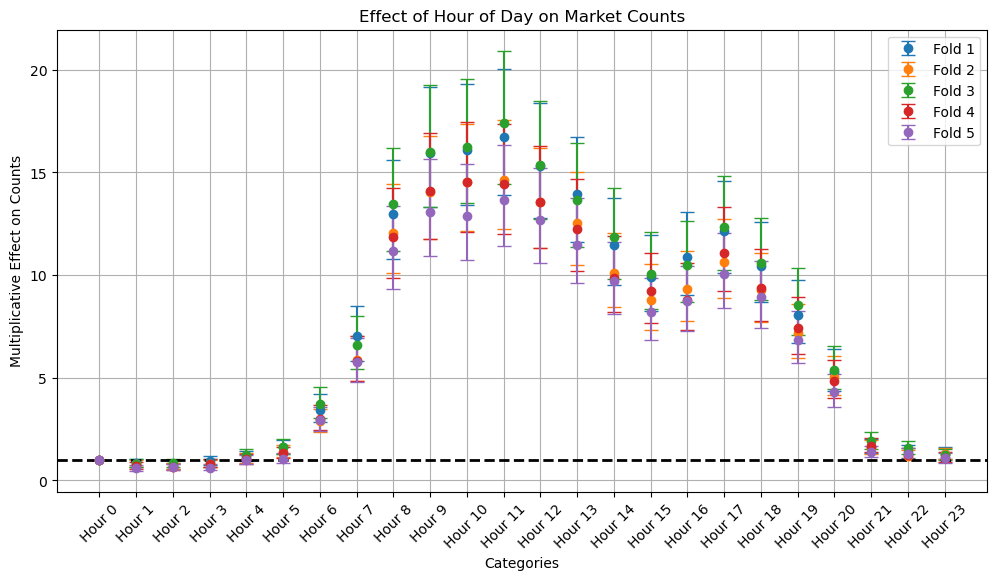 Effect of Hour of Day on Market Counts
Multiplicative Effect on Counts
20
15
10
5
0
Fold 1
Fold 2
Fold 3
Fold 4
Fold 5
Hour 0
Hour 1
Hour 2
Hour 3
Hour 4
Hour 5
Hour 6
Hour 7
Hour 8
Hour 9
Hour 10
Hour 11
Hour 12
Hour 13
Hour 14
Hour 15
Hour 16
Hour 17
Hour 18
Hour 19
Hour 20
Hour 21
Hour 22
Hour 23
Categories